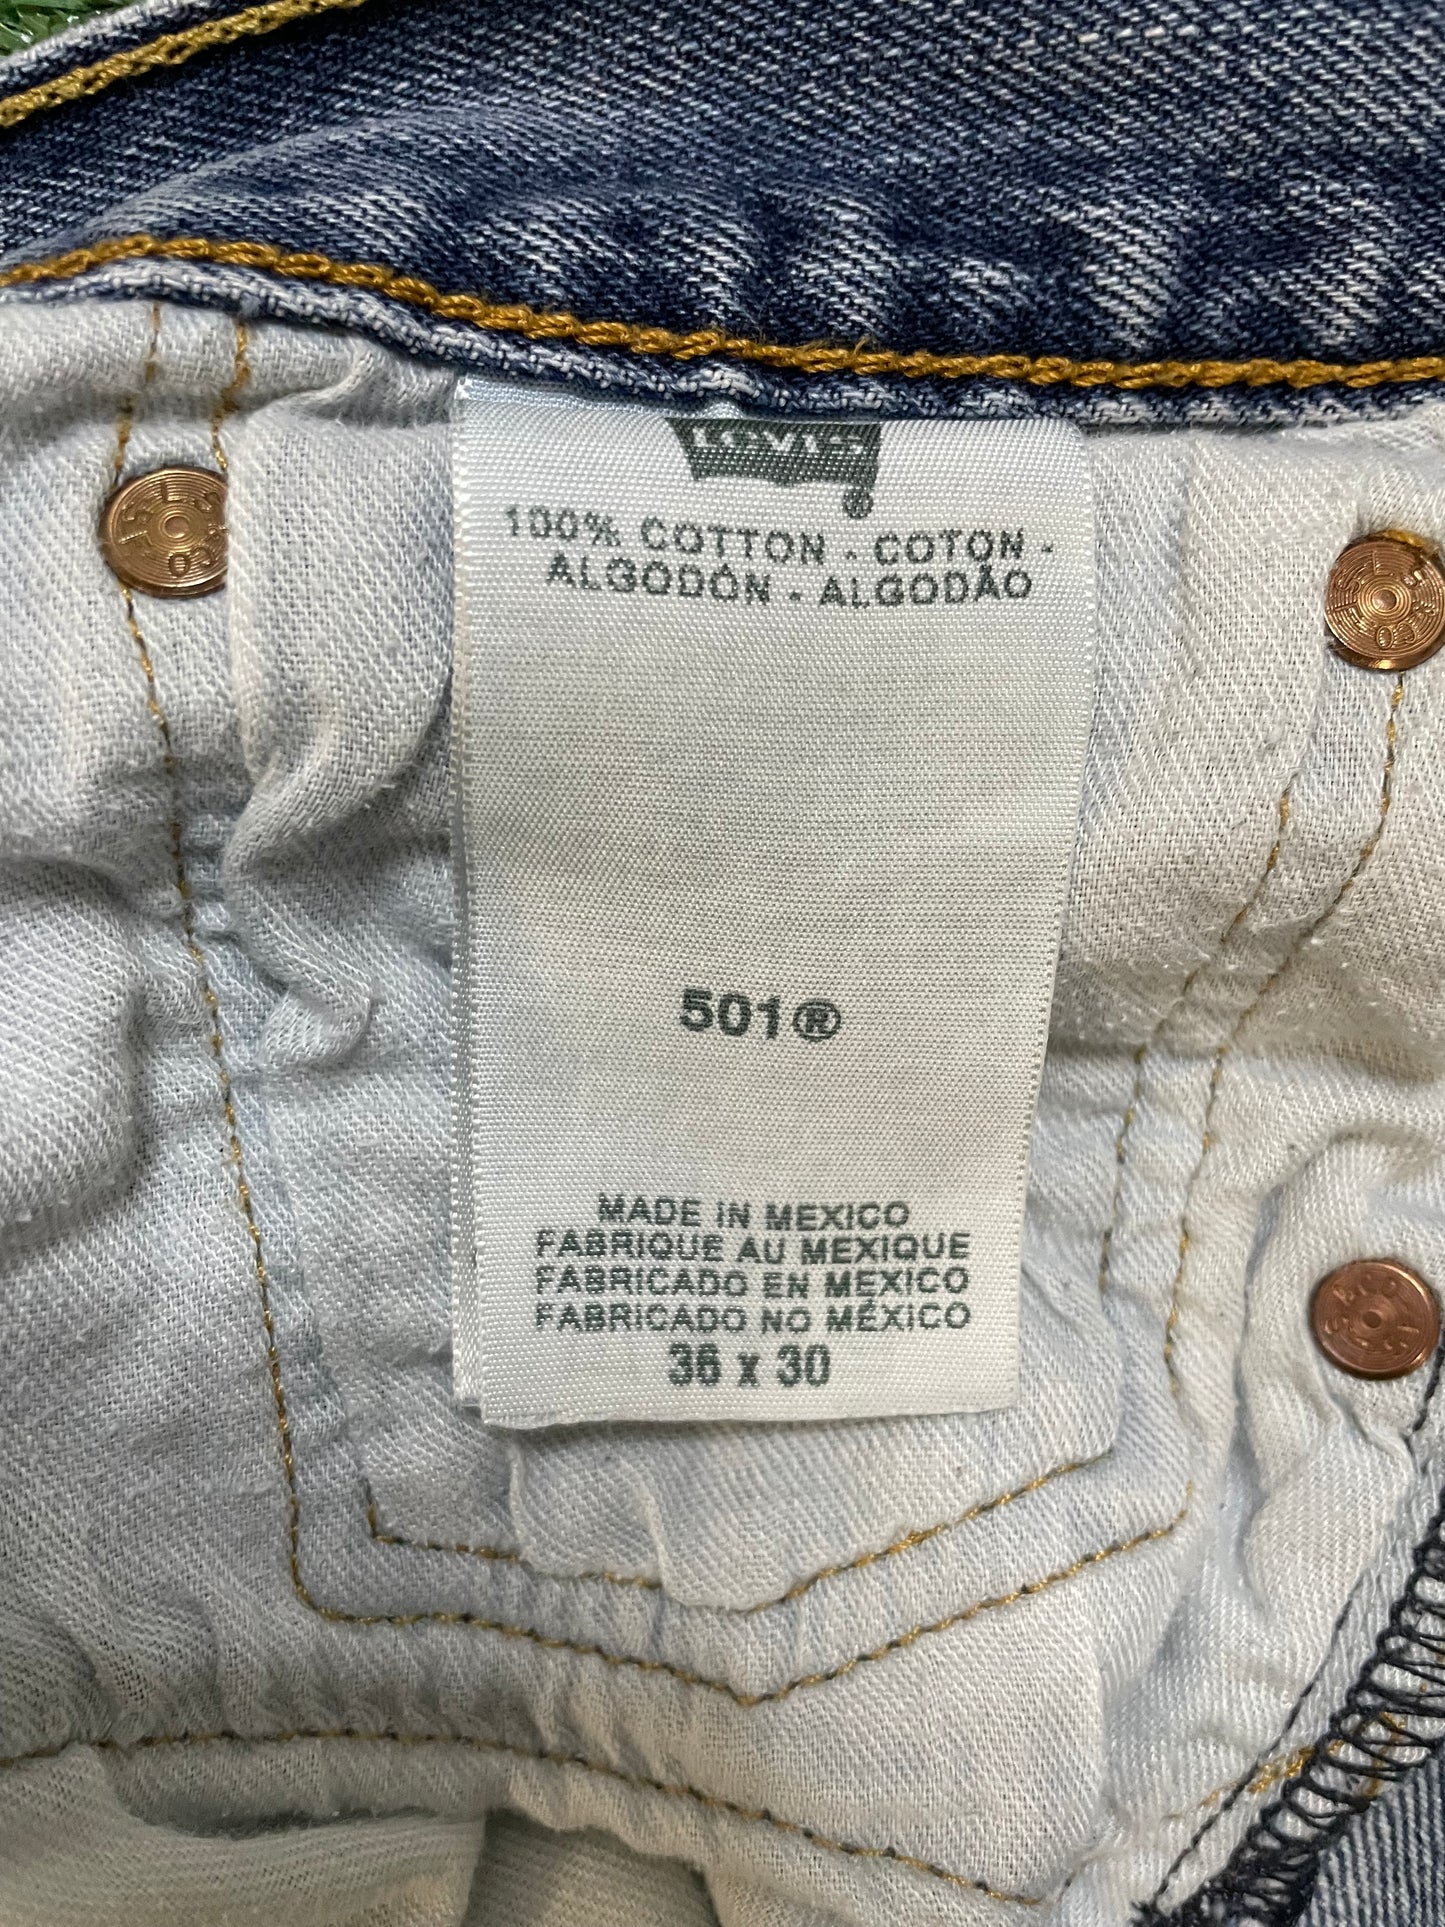 Levi's
®
100% COTTON - COTON -
ALGODÓN - ALGODÃO
501®
MADE IN MEXICO
FABRIQUE AU MEXIQUE
FABRICADO EN MEXICO
FABRICADO NO MÉXICO
36 x 30